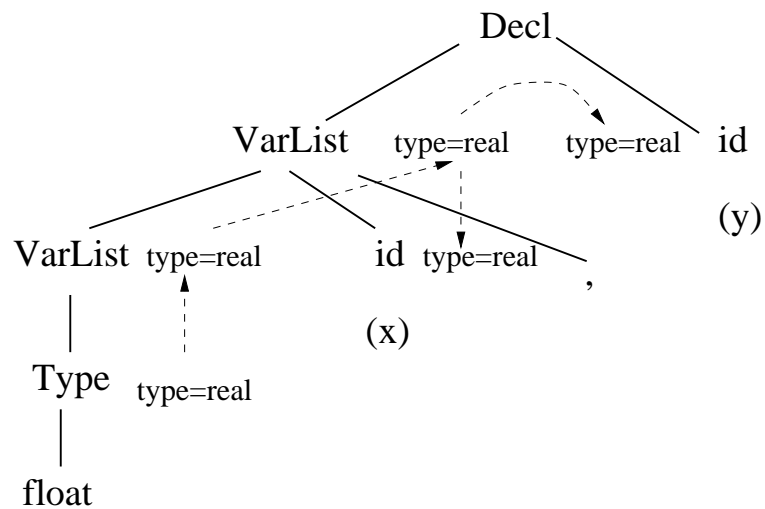 Decl
VarList type=real type=real id
(y)
VarList type=real id type=real ,
(x)
Type type=real
float